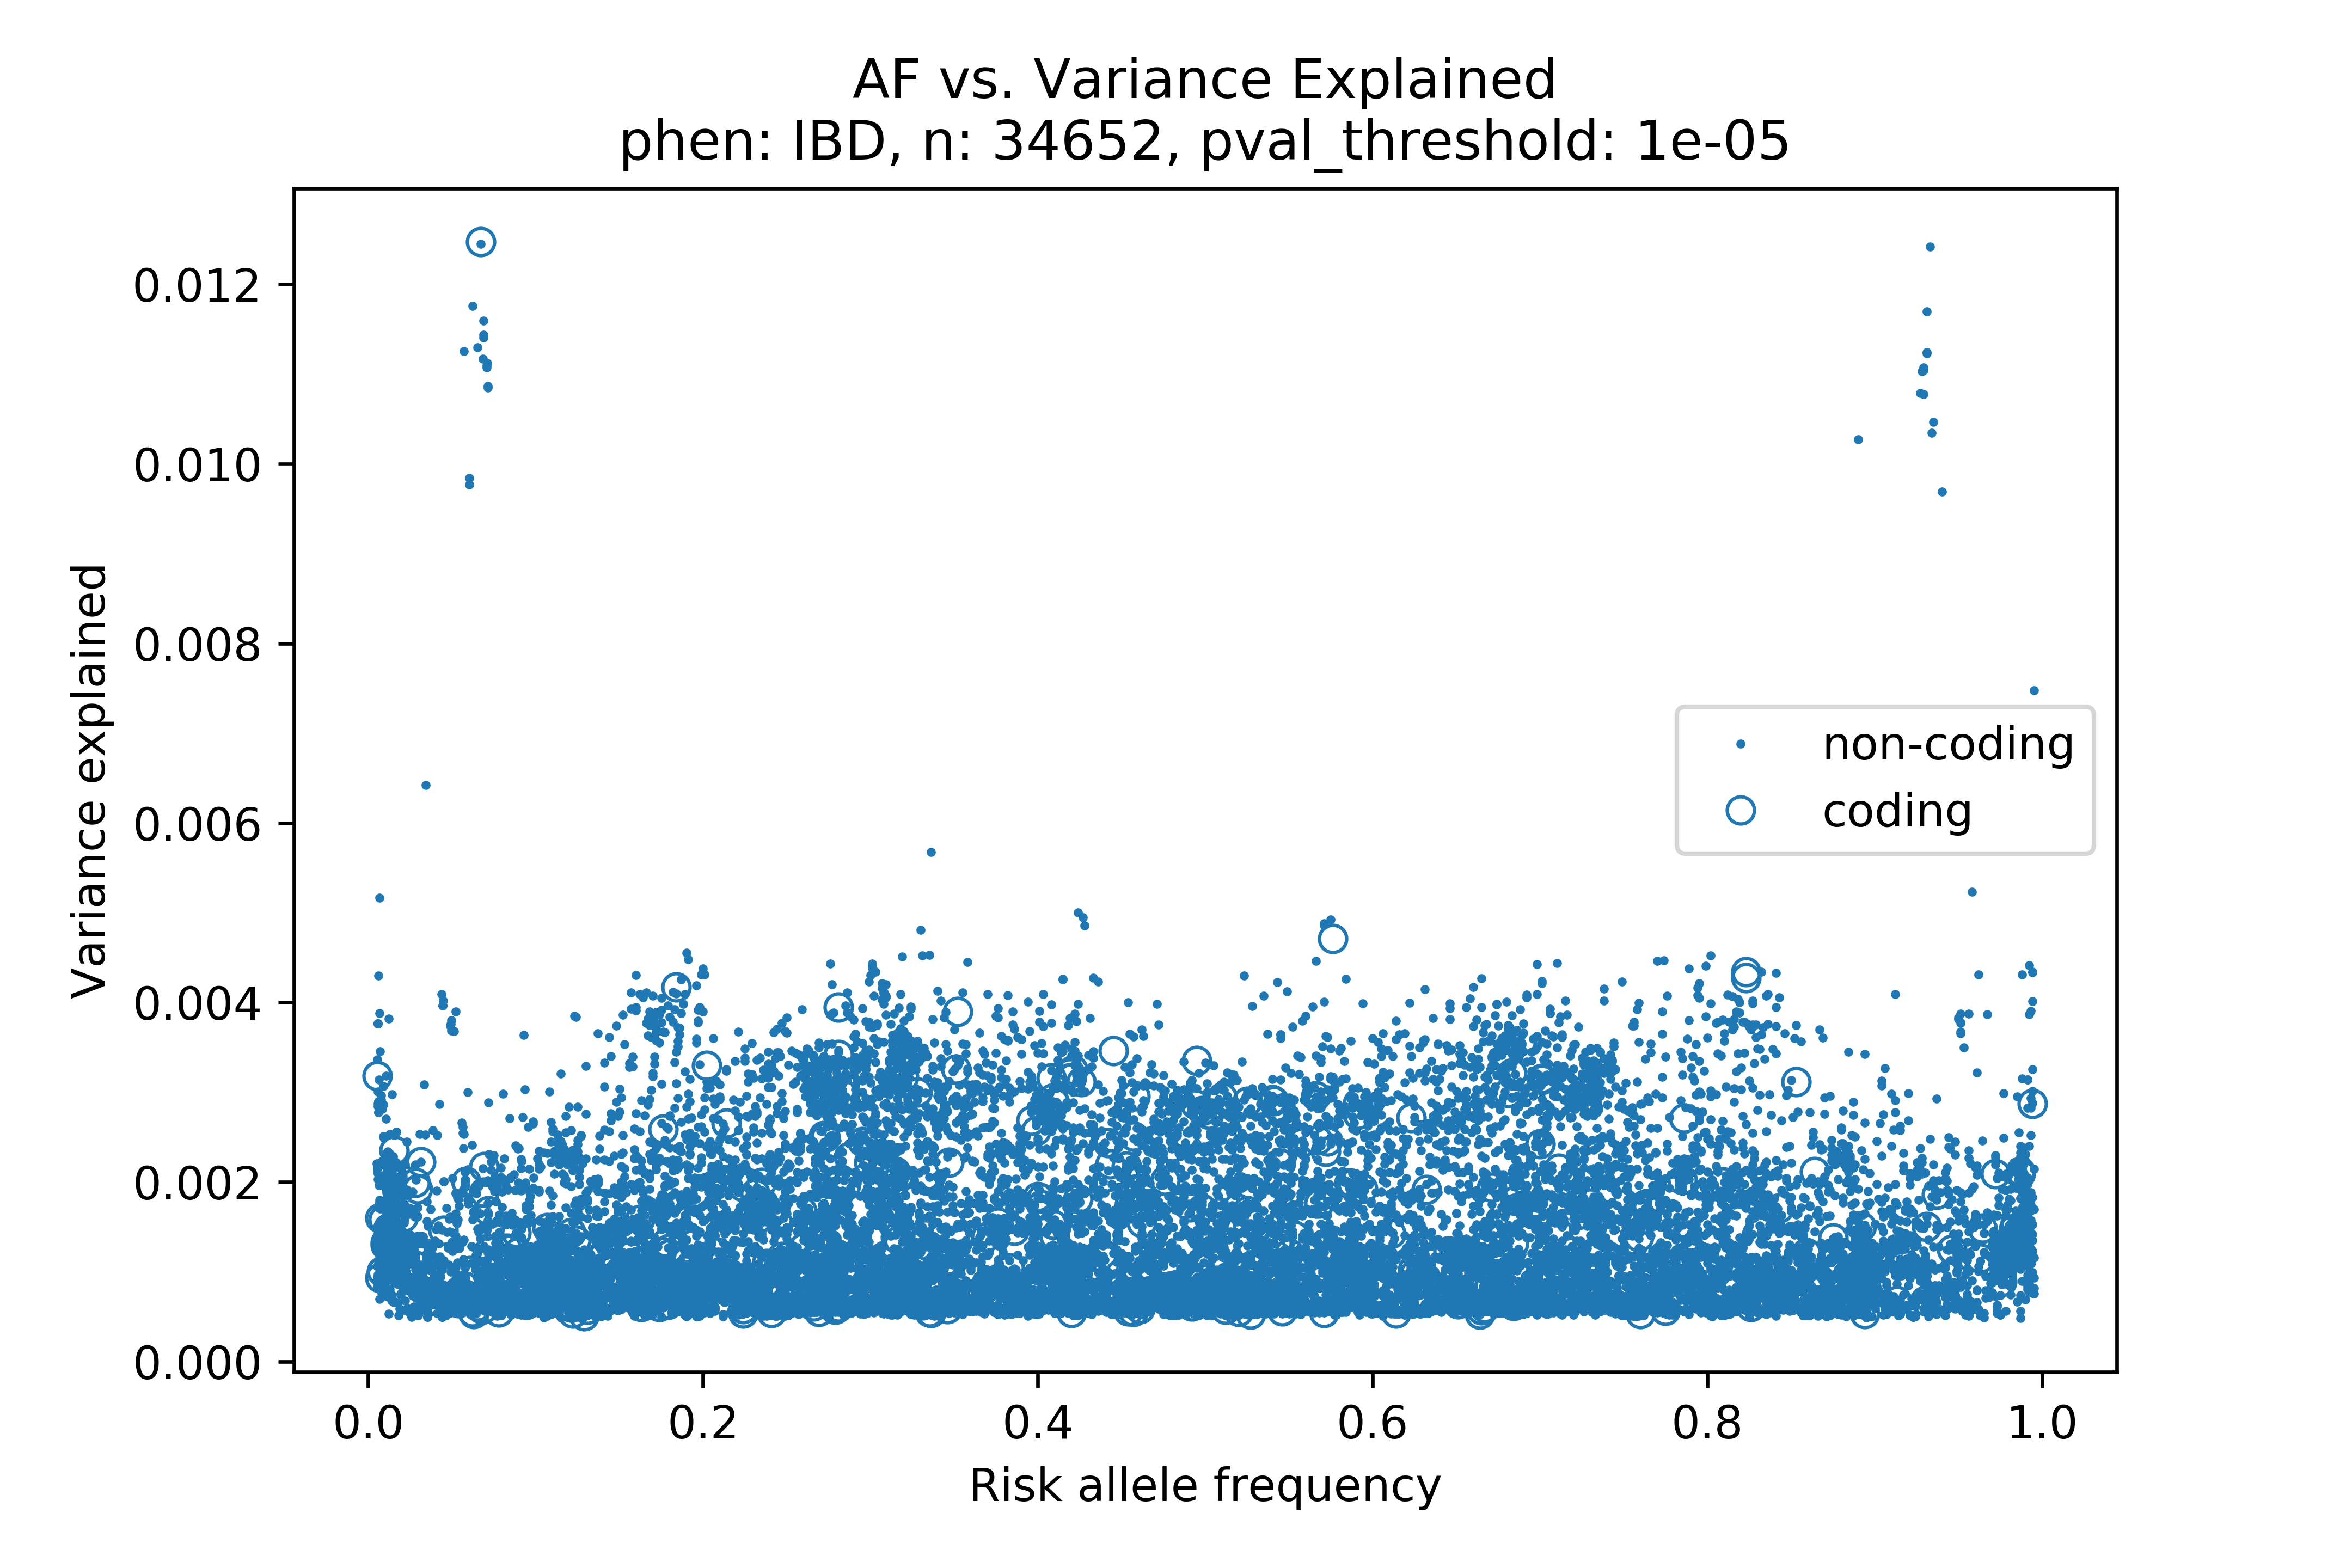 AF vs. Variance Explained
phen: IBD, n: 34652, pval_threshold: 1e-05
Variance explained
0.012
0.010
0.008
0.006
0.004
0.002
0.000
non-coding
coding
0.0 0.2 0.4 0.6 0.8 1.0
Risk allele frequency